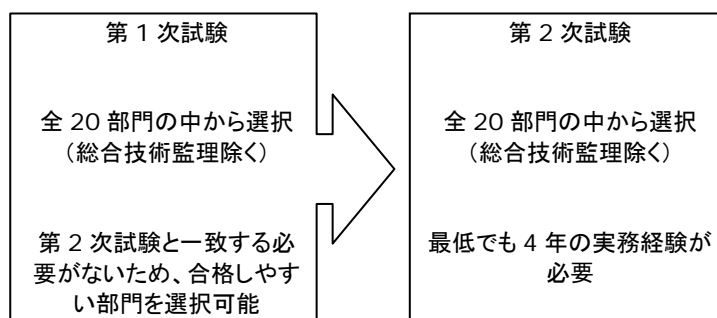 第 1 次試験
全 20 部門の中から選択
（総合技術監理除く）
第 2 次試験と一致する必
要がないため、合格しやす
い部門を選択可能
第 2 次試験
全 20 部門の中から選択
（総合技術監理除く）
最低でも 4 年の実務経験が
必要